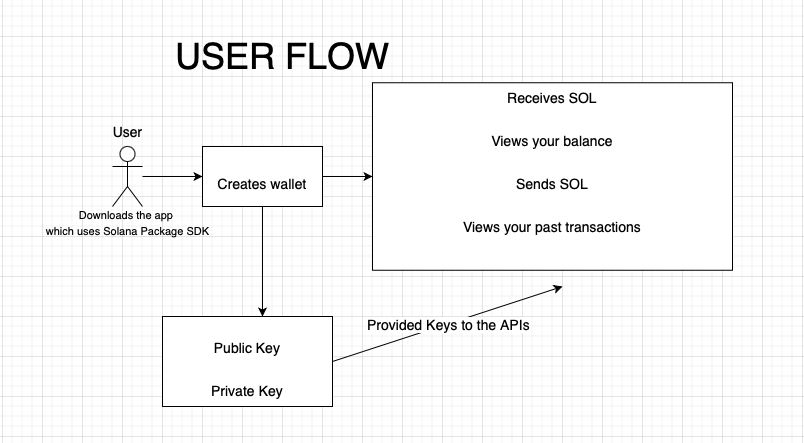 USER FLOW
Receives SOL
Views your balance
Sends SOL
Views your past transactions
User
Creates wallet
Downloads the app
which uses Solana Package SDK
Provided Keys to the APIs
Public Key
Private Key